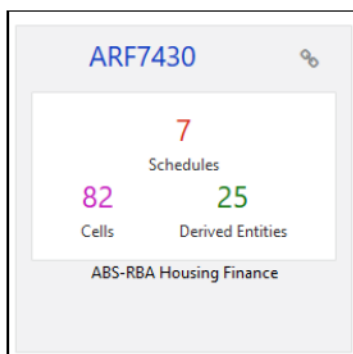 ARF7430
7
Schedules
82 25
Cells Derived Entities
ABS-RBA Housing Finance